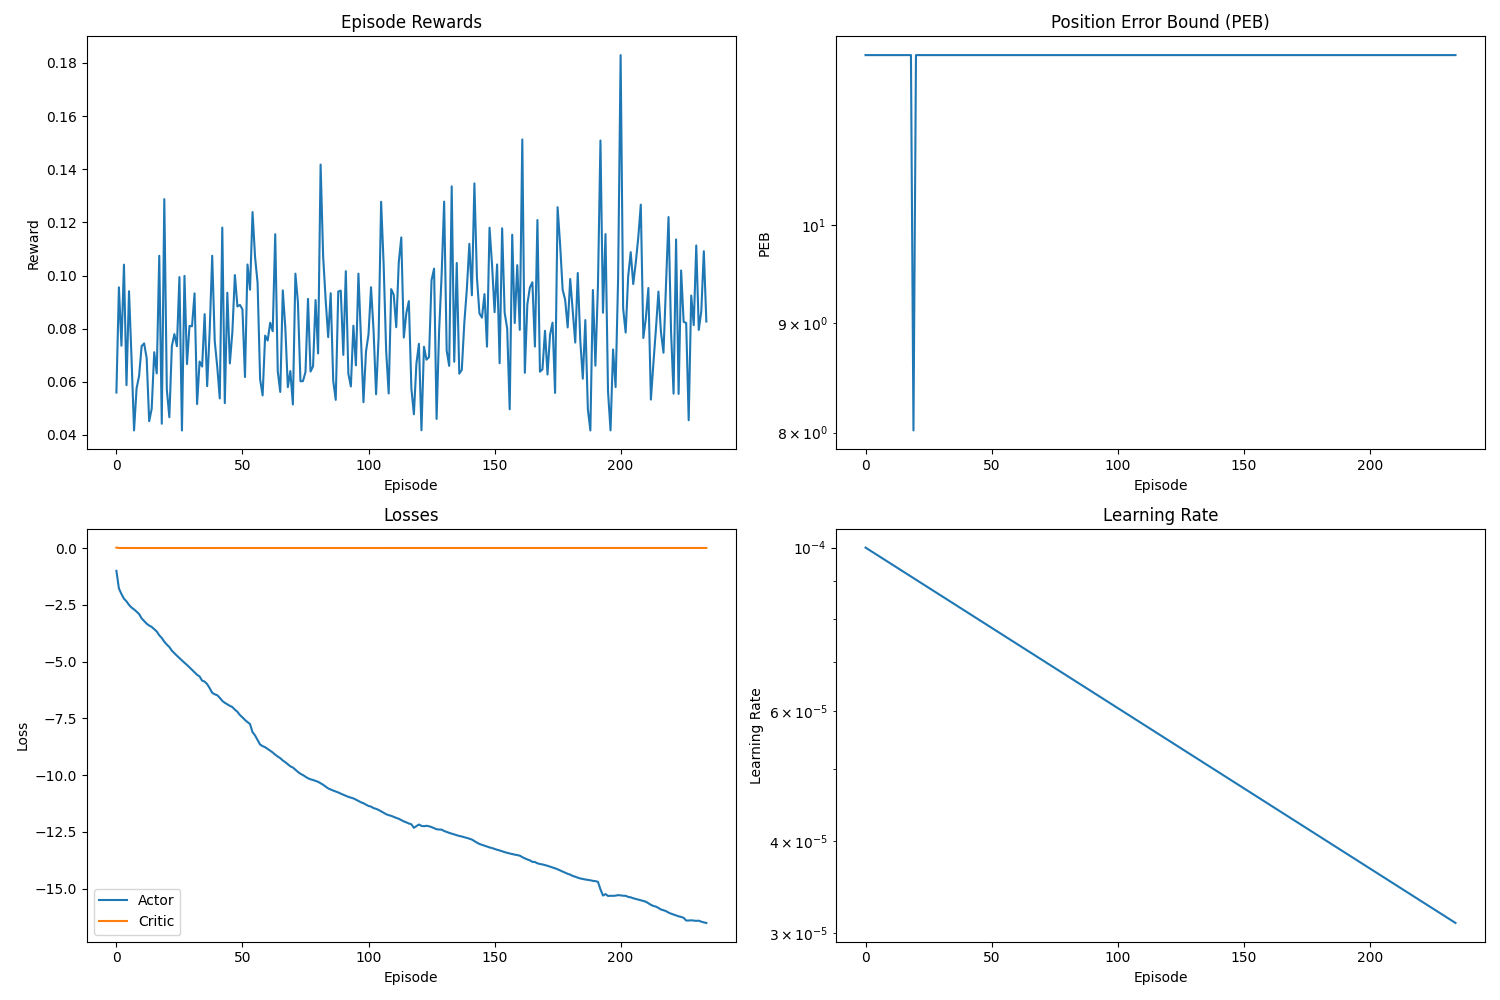 Episode Rewards
Reward
0.18
0.16
0.14
0.12
0.10
0.08
0.06
0.04
0
50
100
150
200
Episode
Position Error Bound (PEB)
PEB
10¹
9 × 10⁰
8 × 10⁰
0
50
100
150
200
Episode
Losses
Loss
0.0
−2.5
−5.0
−7.5
−10.0
−12.5
−15.0
Actor
Critic
0
50
100
150
200
Episode
Learning Rate
Learning Rate
10⁻⁴
6 × 10⁻⁵
4 × 10⁻⁵
3 × 10⁻⁵
0
50
100
150
200
Episode